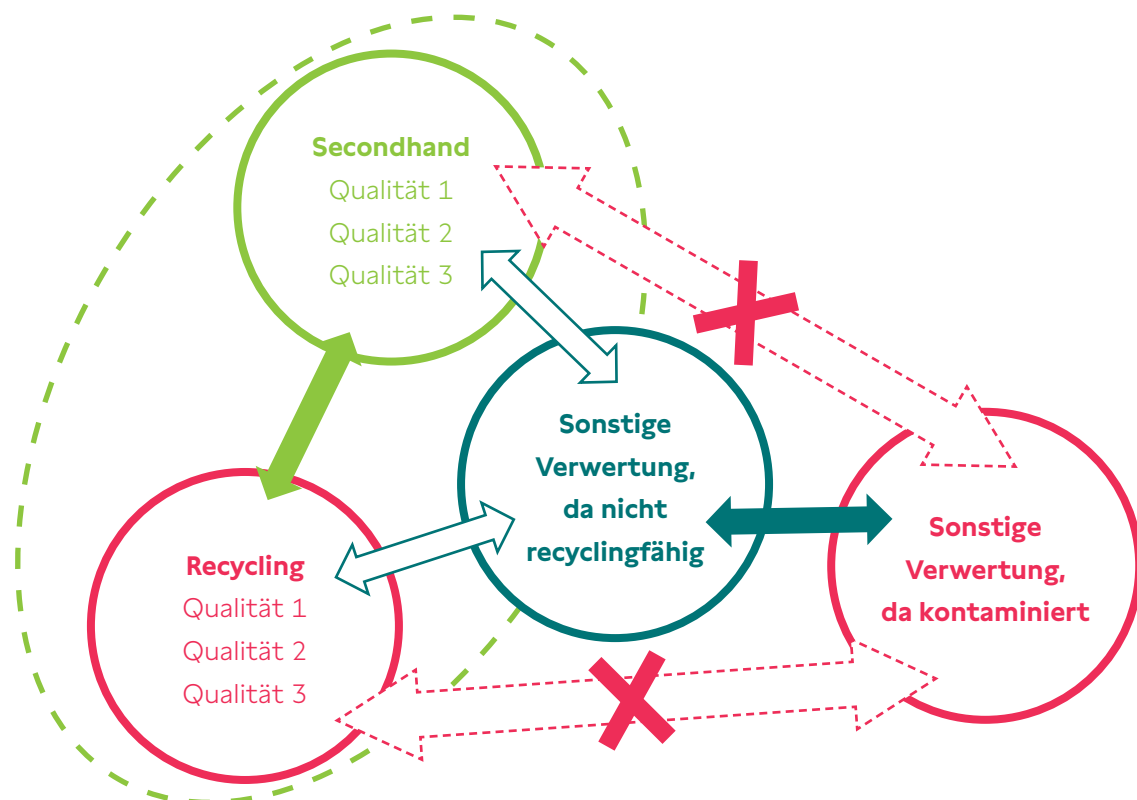 Secondhand
Qualität 1
Qualität 2
Qualität 3
Sonstige
Verwertung,
da nicht
recyclingfähig
Recycling
Qualität 1
Qualität 2
Qualität 3
Sonstige
Verwertung,
da kontaminiert